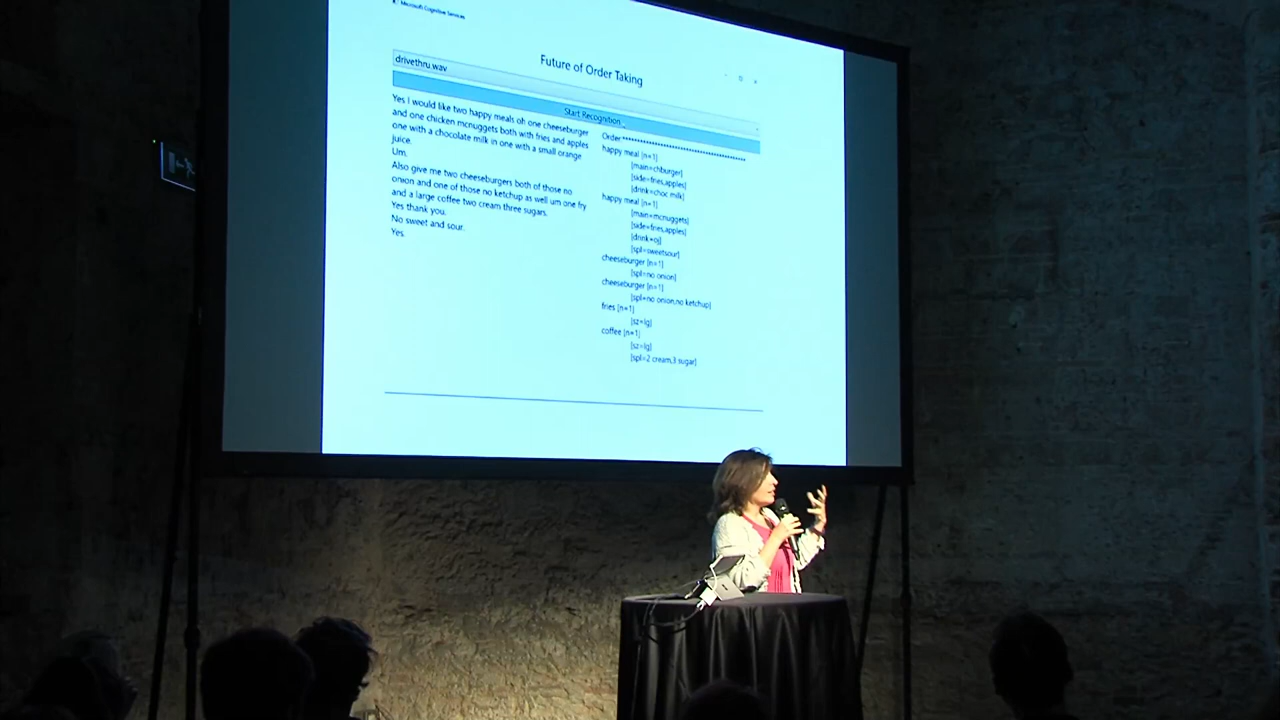 Microsoft Cognitive Services
Future of Order Taking
drivethru.wav
Start Recognition
Yes I would like two happy meals oh one cheeseburger
and one chicken mcnuggets both with fries and apples
one with a chocolate milk in one with a small orange
juice.
Um.
Also give me two cheeseburgers both of those no
onion and one of those no ketchup as well um one fry
and a large coffee two cream three sugars.
Yes thank you.
No sweet and sour.
Yes.
Order ****************************************
happy meal [n=1]
[main=chburger]
[side=fries,apples]
[drink=choc milk]
happy meal [n=1]
[main=mcnuggets]
[side=fries,apples]
[drink=oj]
[spl=sweetsour]
cheeseburger [n=1]
[spl=no onion]
cheeseburger [n=1]
[spl=no onion,no ketchup]
fries [n=1]
[sz=lg]
coffee [n=1]
[sz=lg]
[spl=2 cream,3 sugar]